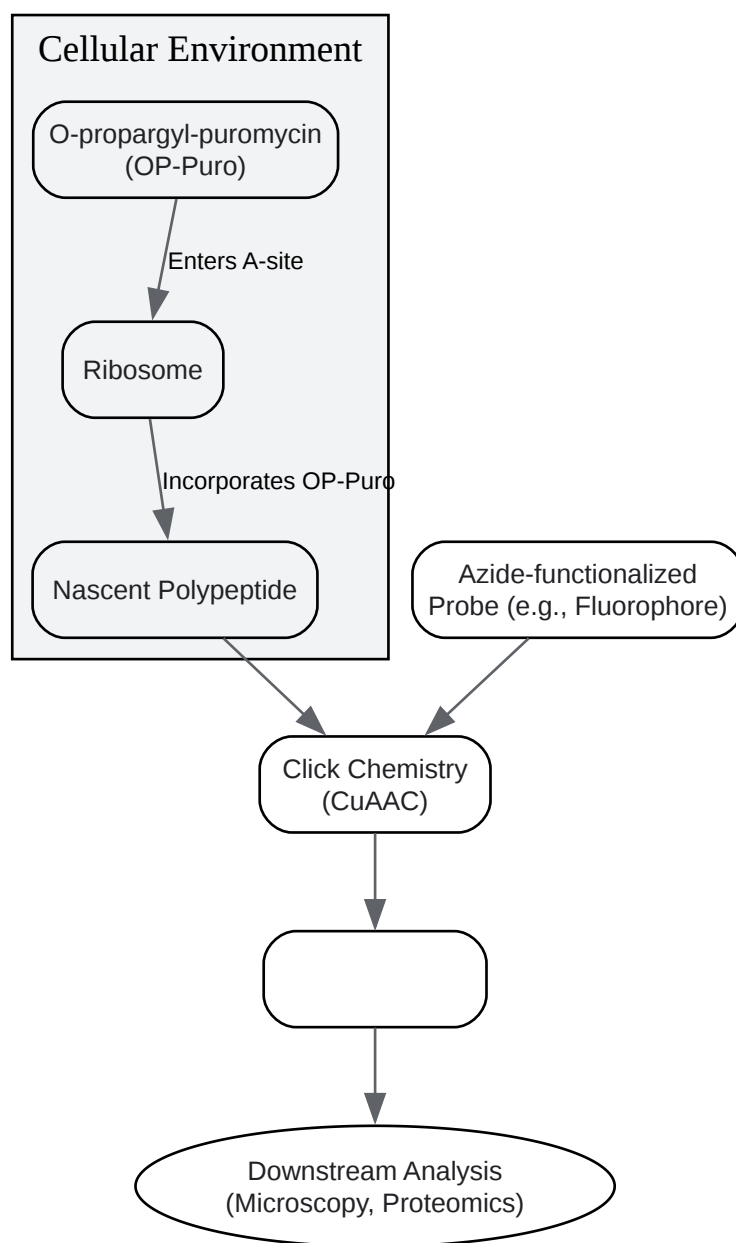 Cellular Environment
O-propargyl-puromycin
(OP-Puro)
Enters A-site
Ribosome
Incorporates OP-Puro
Nascent Polypeptide
Azide-functionalized
Probe (e.g., Fluorophore)
Click Chemistry
(CuAAC)
Downstream Analysis
(Microscopy, Proteomics)